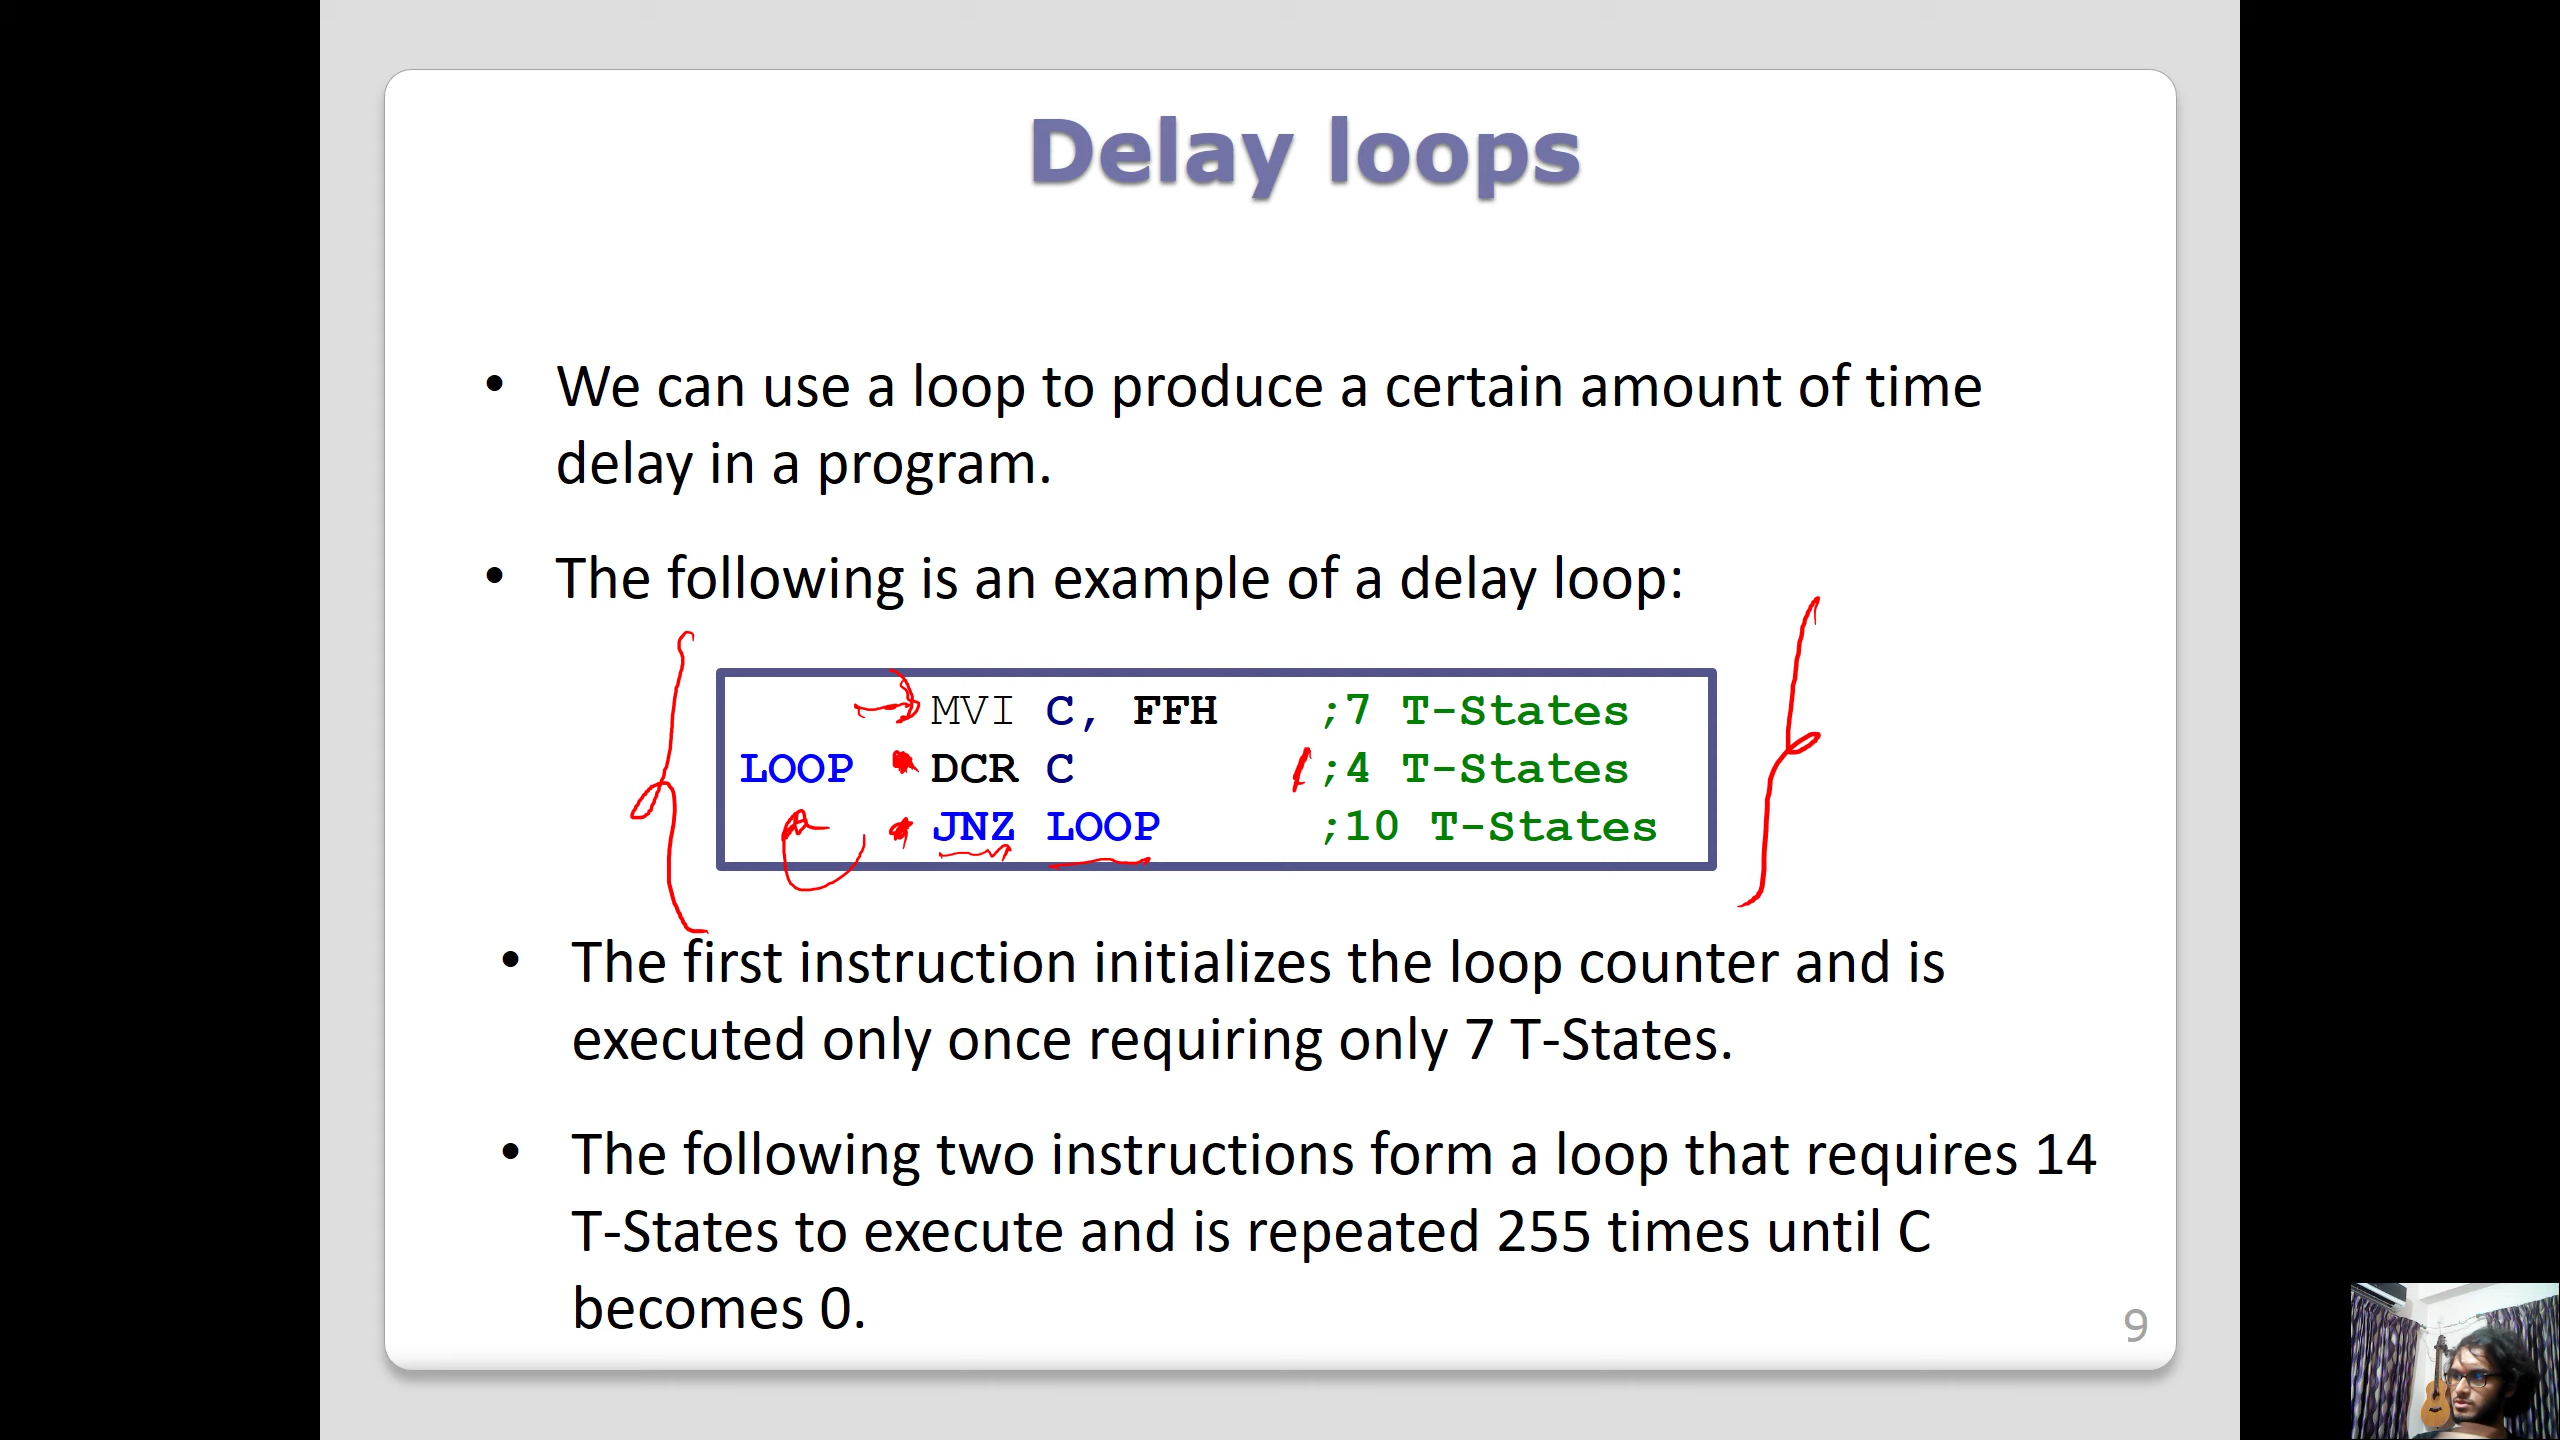 Delay loops
• We can use a loop to produce a certain amount of time
delay in a program.
• The following is an example of a delay loop:
MVI C, FFH ;7 T-States
LOOP DCR C ;4 T-States
JNZ LOOP ;10 T-States
• The first instruction initializes the loop counter and is
executed only once requiring only 7 T-States.
• The following two instructions form a loop that requires 14
T-States to execute and is repeated 255 times until C
becomes 0.
9